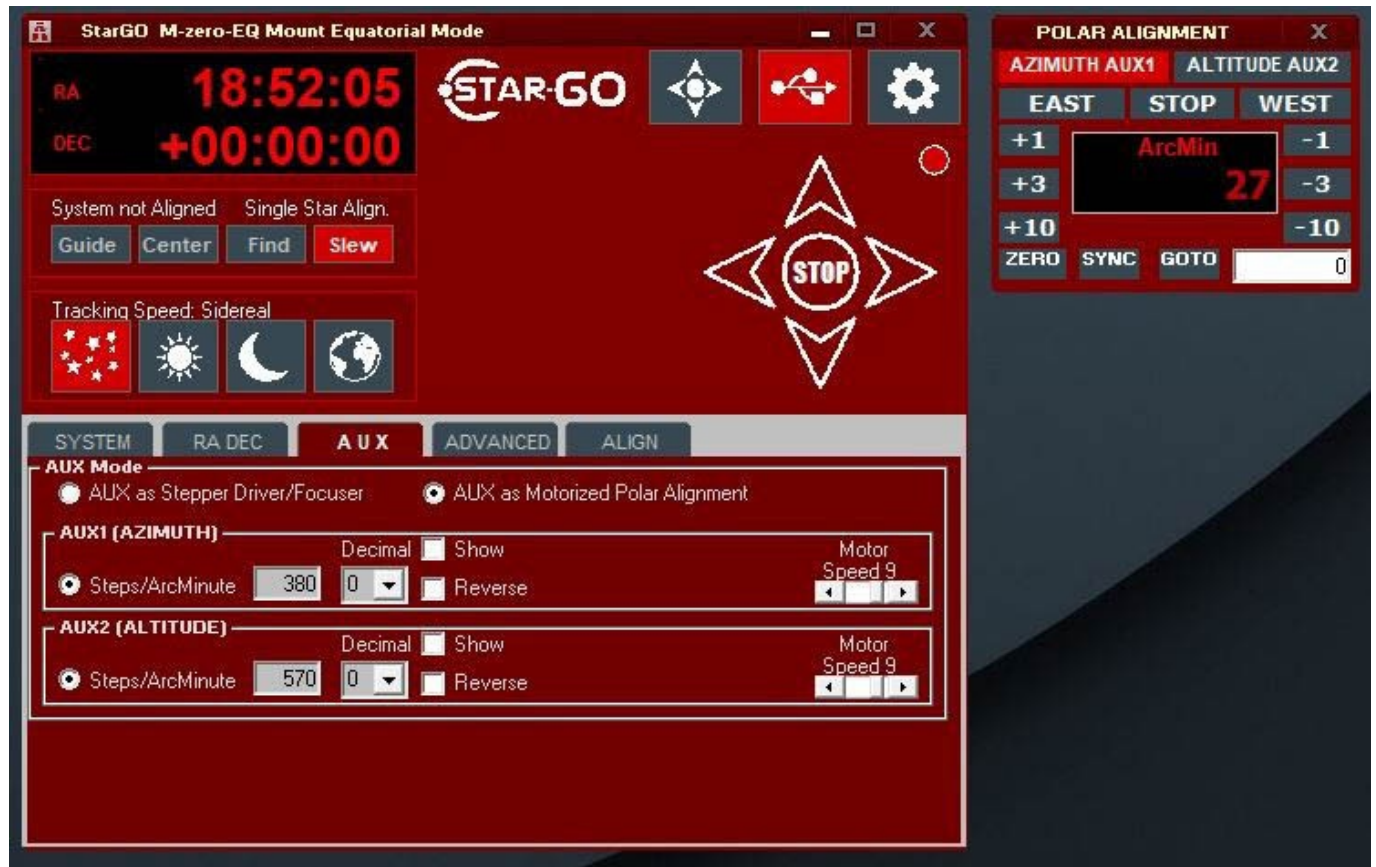 StarGO M-zero-EQ Mount Equatorial Mode
RA 18:52:05
DEC +00:00:00
STAR·GO
System not Aligned Single Star Align.
Guide Center Find Slew
Tracking Speed: Sidereal
STOP
SYSTEM RA DEC AUX ADVANCED ALIGN
AUX Mode
AUX as Stepper Driver/Focuser AUX as Motorized Polar Alignment
AUX1 (AZIMUTH)
Decimal Show Motor
Steps/ArcMinute 380 0 Reverse Speed 9
AUX2 (ALTITUDE)
Decimal Show Motor
Steps/ArcMinute 570 0 Reverse Speed 9
POLAR ALIGNMENT X
AZIMUTH AUX1 ALTITUDE AUX2
EAST STOP WEST
+1 ArcMin -1
+3 27 -3
+10 -10
ZERO SYNC GOTO 0